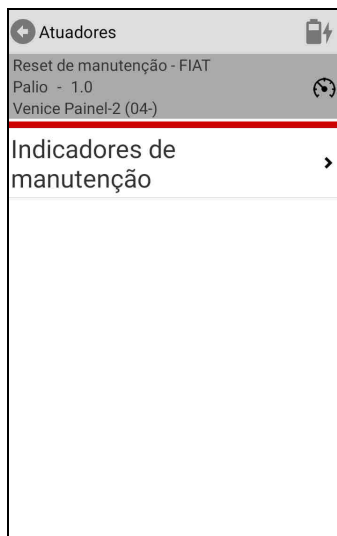 Atuadores
Reset de manutenção - FIAT
Palio - 1.0
Venice Painel-2 (04-)
Indicadores de
manutenção